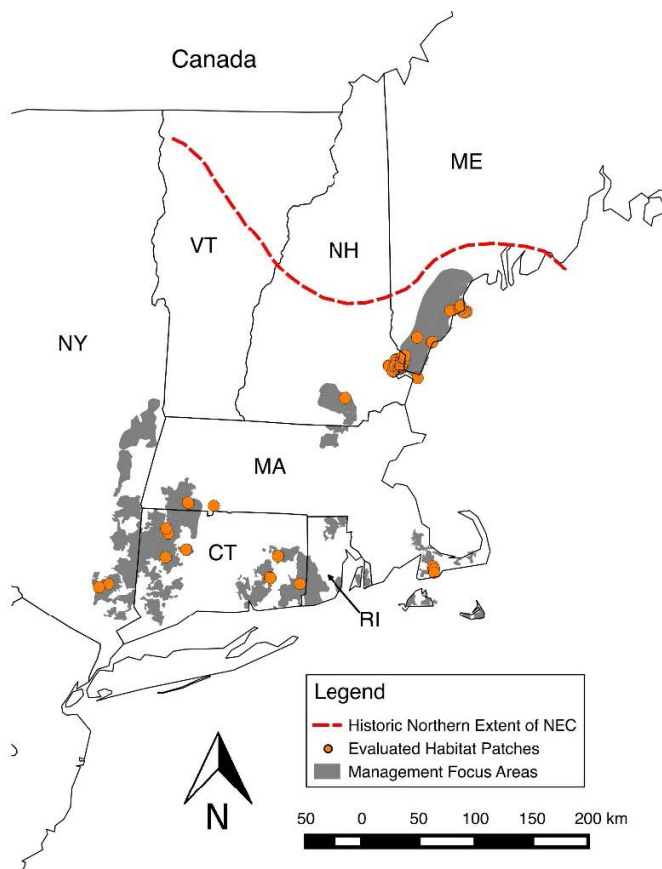 Canada
ME
VT
NH
NY
MA
CT
RI
Legend
Historic Northern Extent of NEC
Evaluated Habitat Patches
Management Focus Areas
N
50 0 50 100 150 200 km